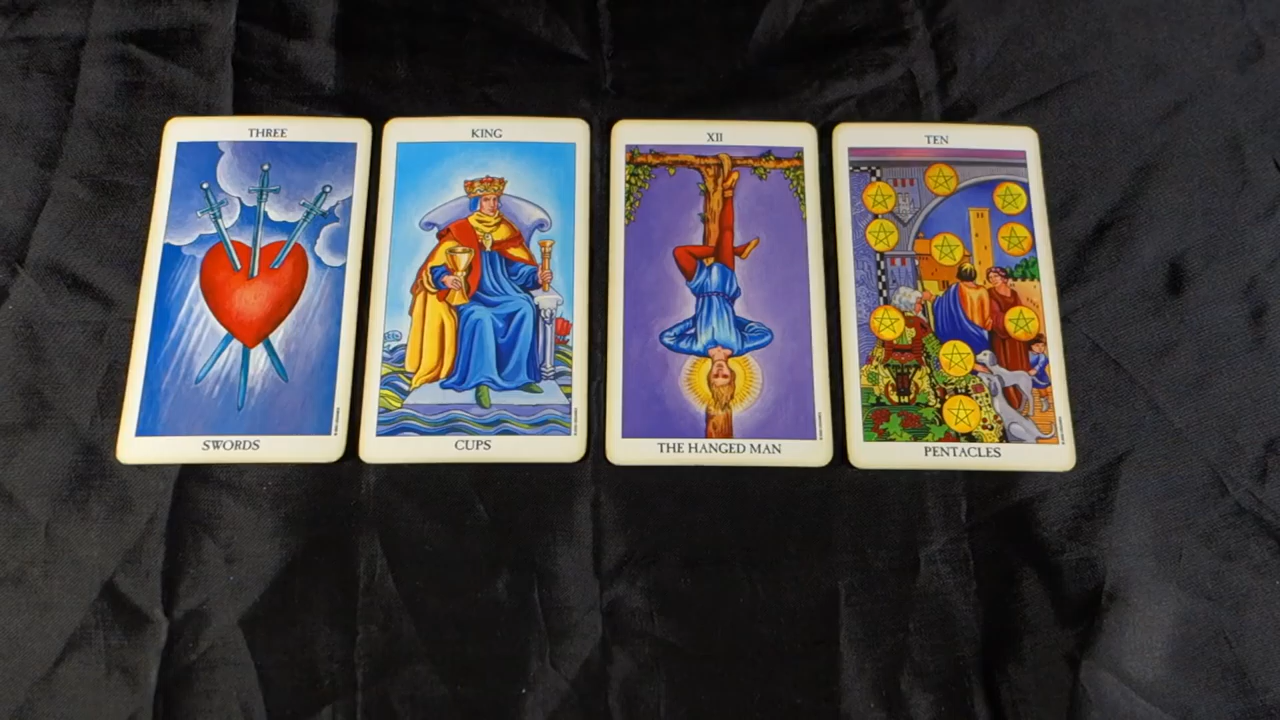 THREE
SWORDS
KING
CUPS
XII
THE HANGED MAN
TEN
PENTACLES